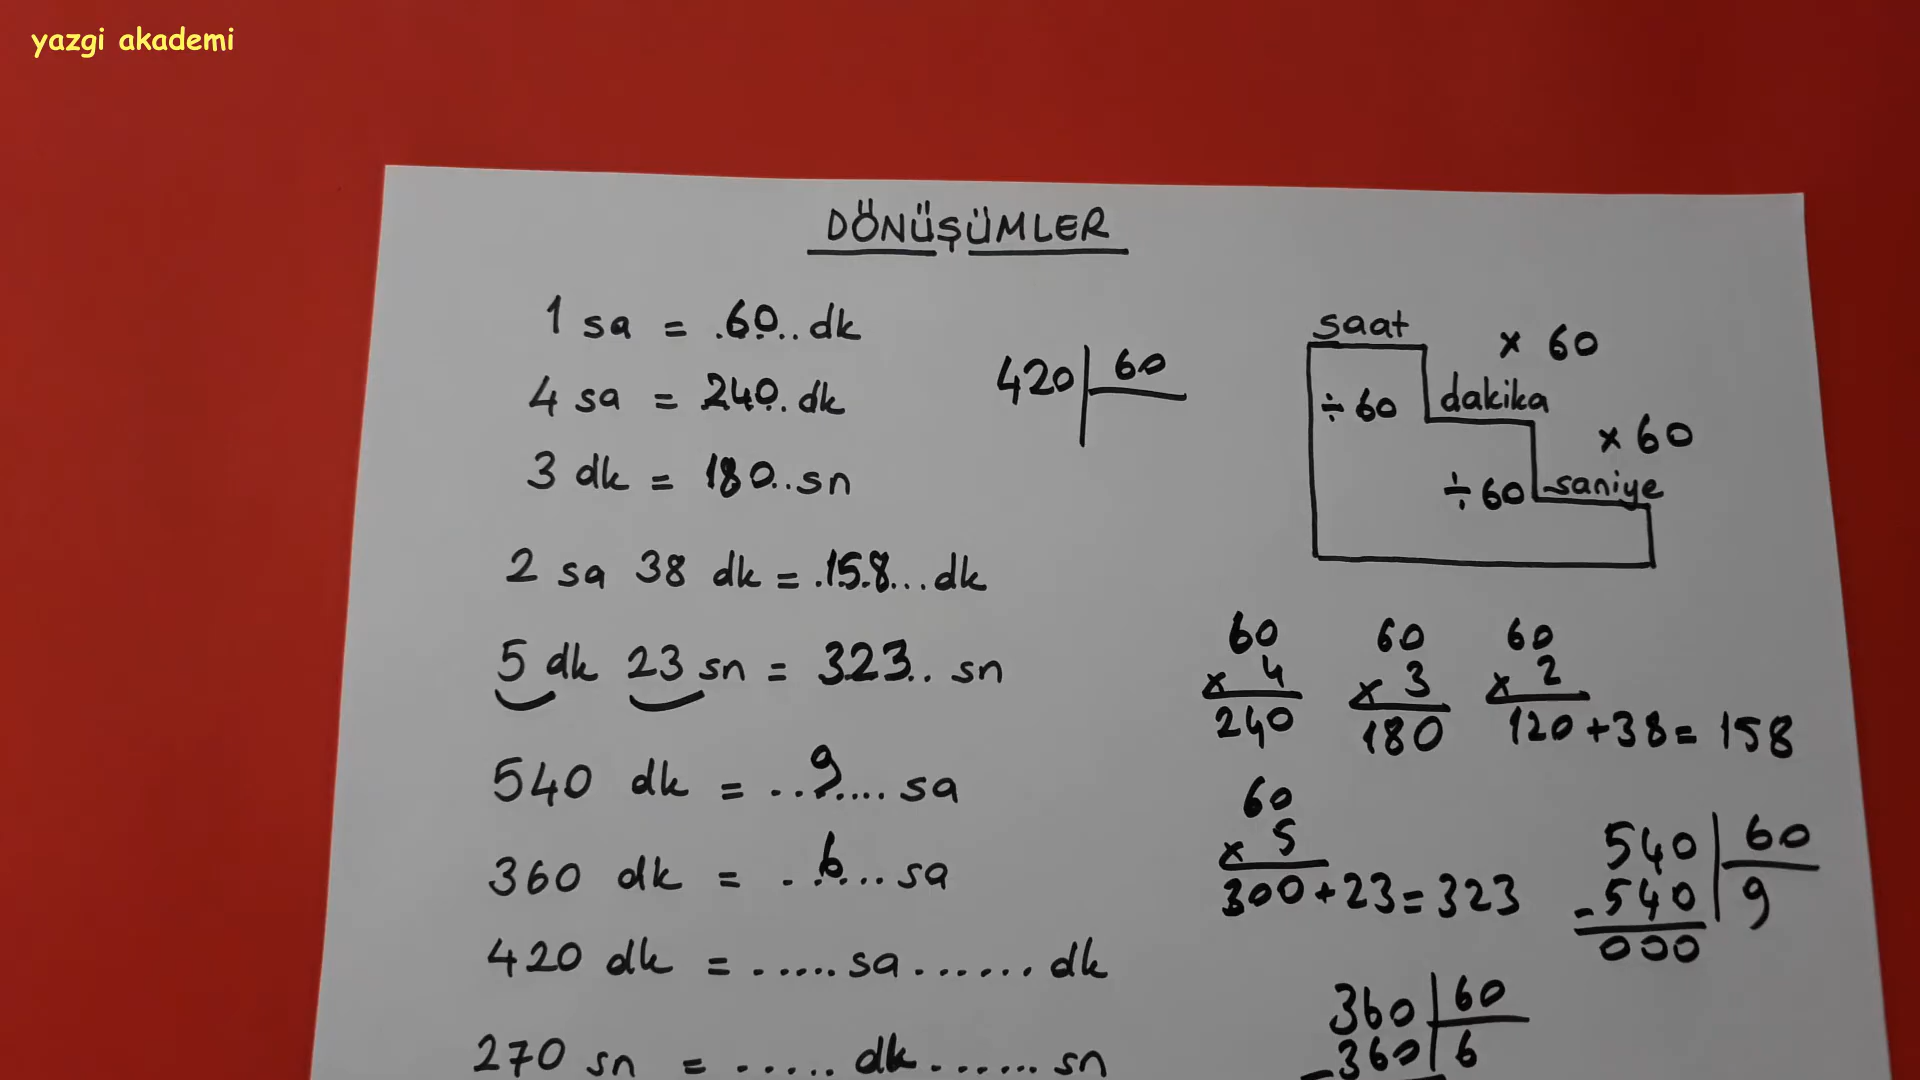 yazgi akademi
DÖNÜŞÜMLER
1 sa = .60.. dk
4 sa = 240. dk
3 dk = 180..sn
2 sa 38 dk = .158...dk
5 dk 23 sn = 323.. sn
540 dk = ..9.... sa
360 dk = ..6... sa
420 dk = ..... sa ...... dk
270 sn = ..... dk ...... sn
420 60
saat × 60
÷ 60 dakika × 60
÷ 60 saniye
60 60 60
× 4 × 3 × 2
240 180 120 + 38 = 158
60
× 5
300 + 23 = 323
540 60
- 540 9
000
360 60
- 360 6